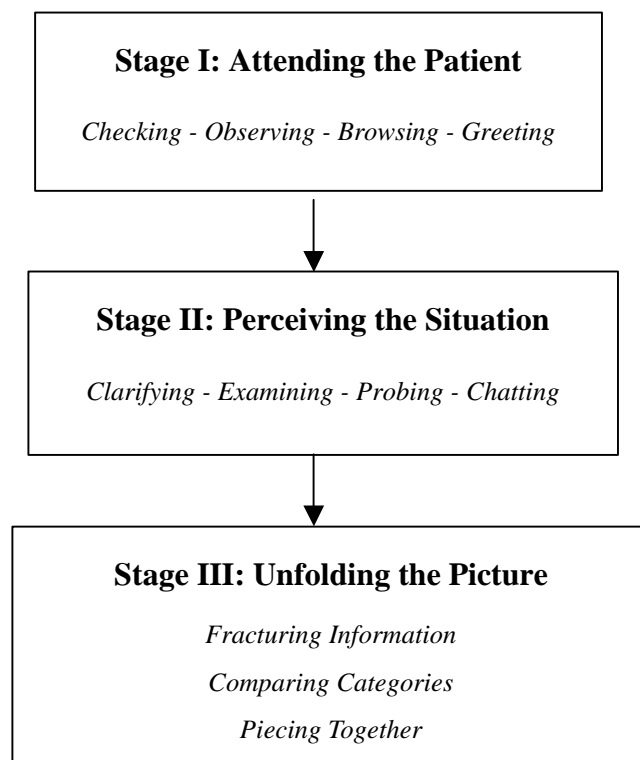 Stage I: Attending the Patient
Checking - Observing - Browsing - Greeting
Stage II: Perceiving the Situation
Clarifying - Examining - Probing - Chatting
Stage III: Unfolding the Picture
Fracturing Information
Comparing Categories
Piecing Together